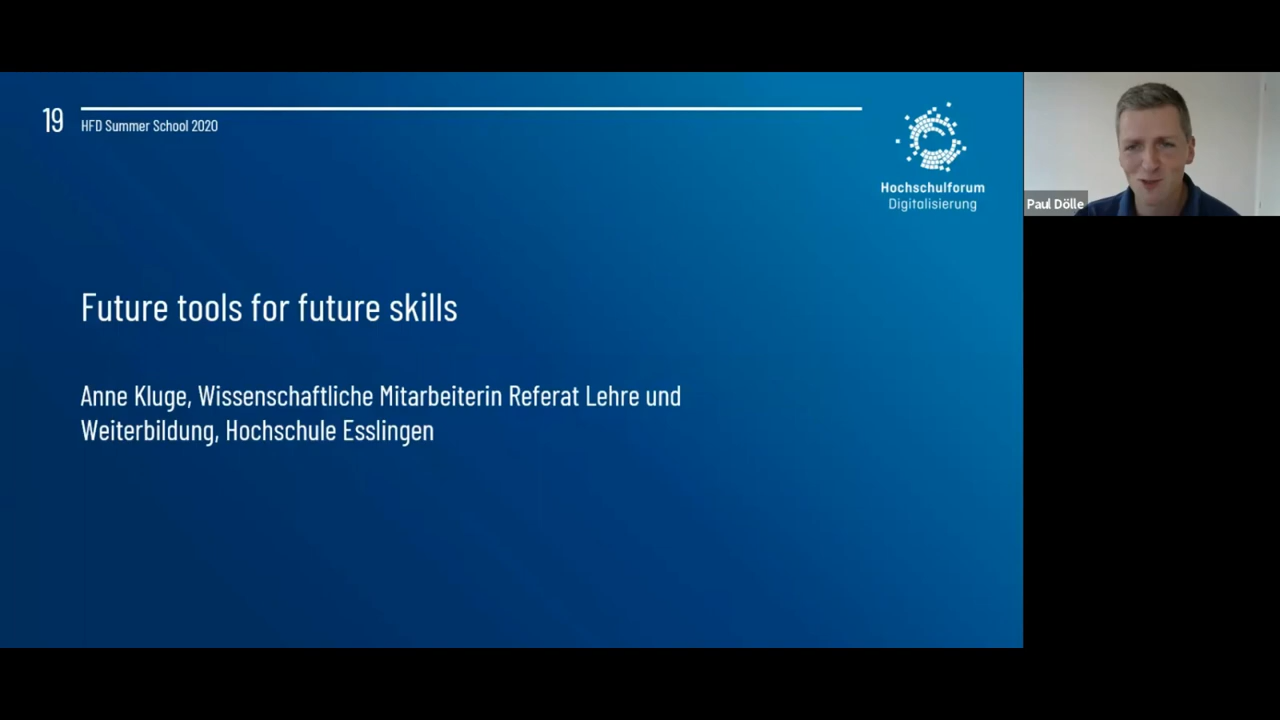 19
HFD Summer School 2020
Hochschulforum
Digitalisierung
Paul Dölle
Future tools for future skills
Anne Kluge, Wissenschaftliche Mitarbeiterin Referat Lehre und
Weiterbildung, Hochschule Esslingen